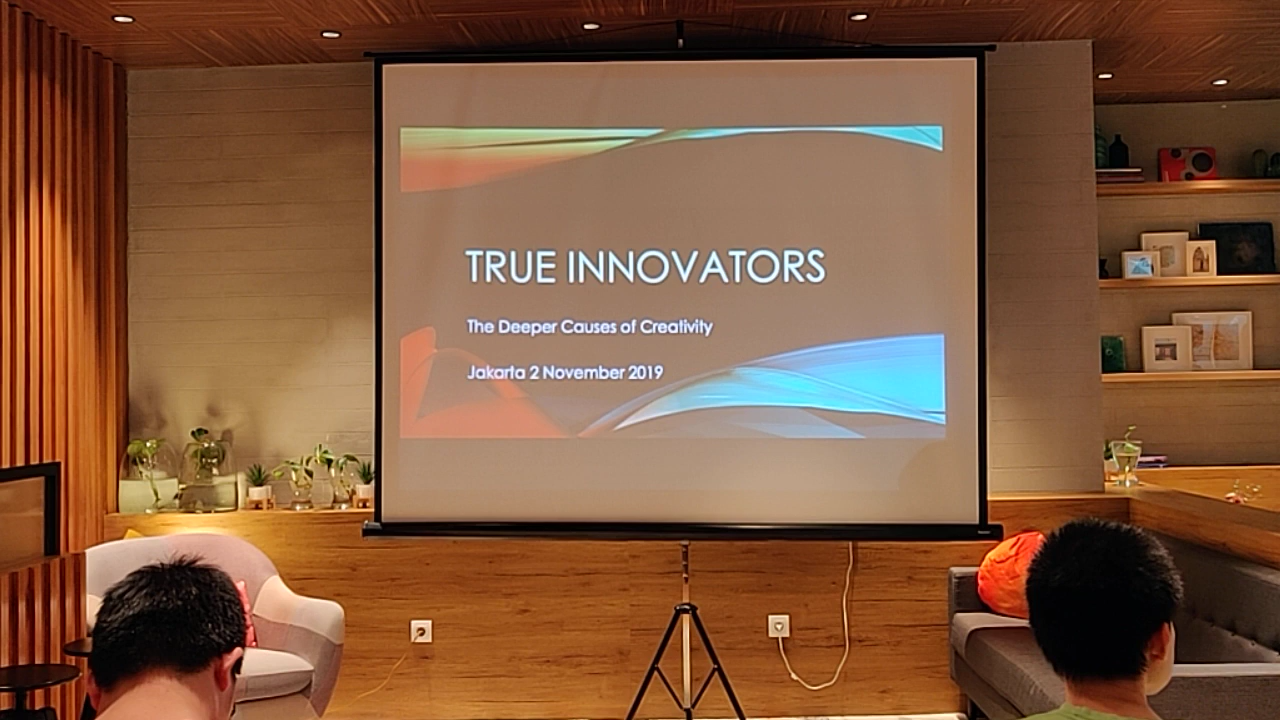 TRUE INNOVATORS
The Deeper Causes of Creativity
Jakarta 2 November 2019